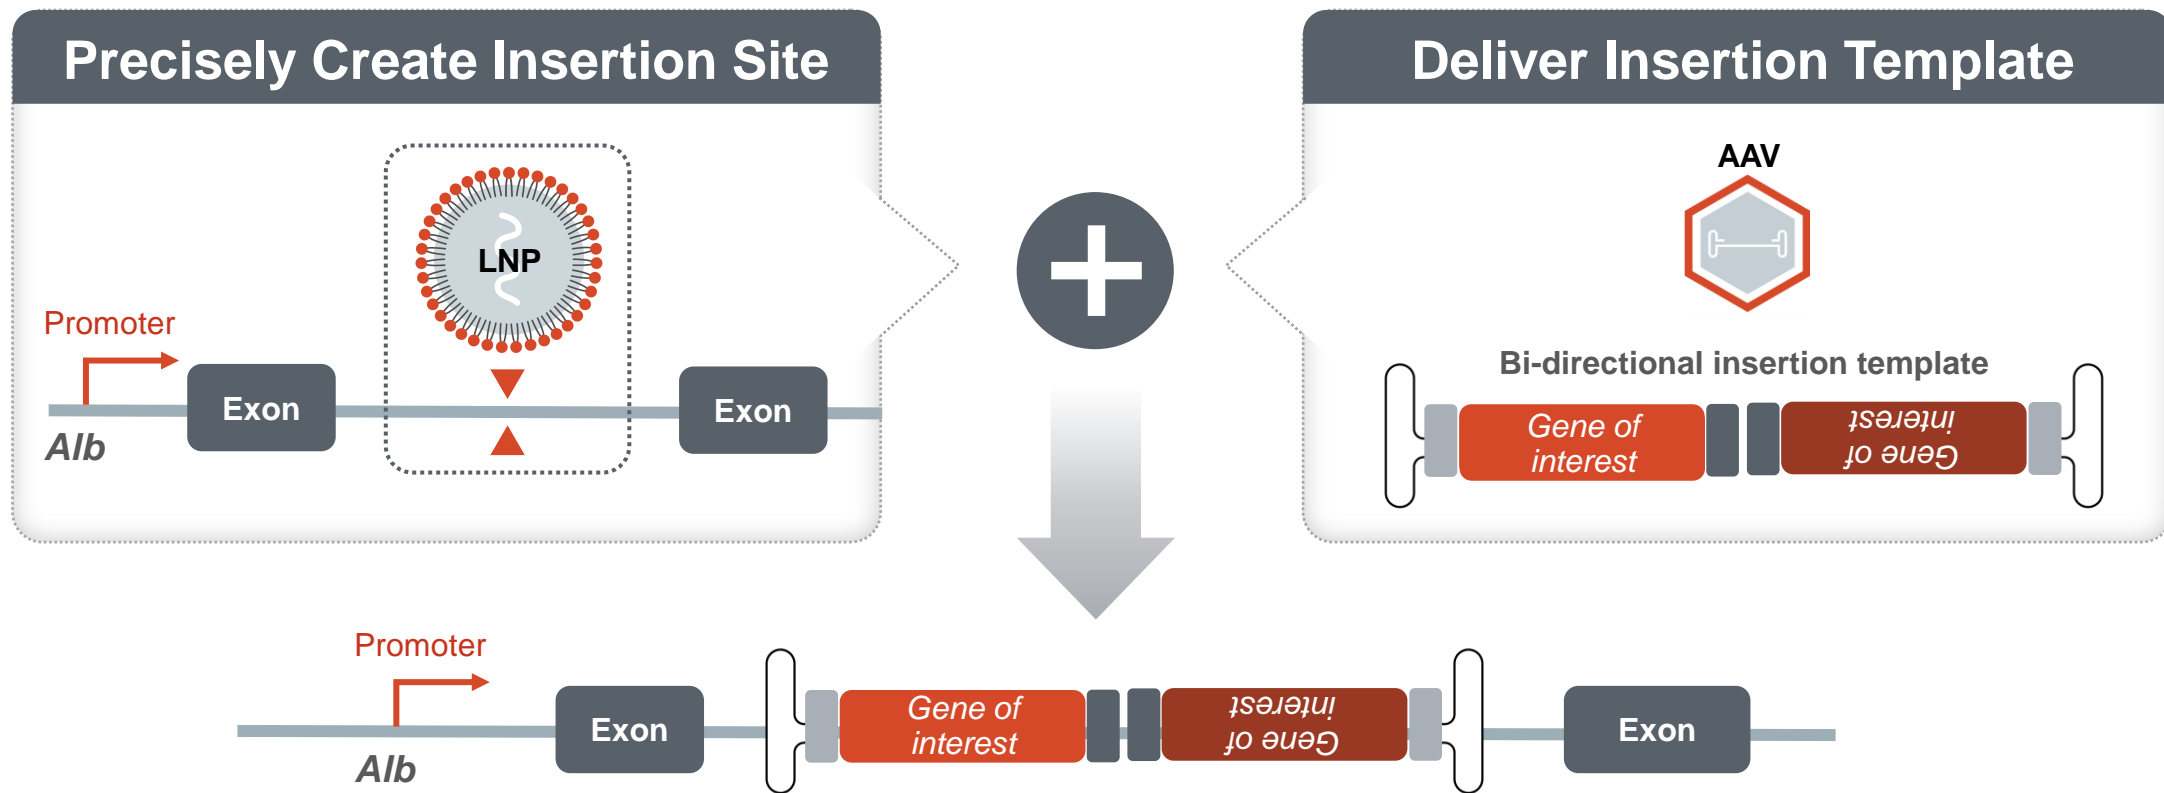 Precisely Create Insertion Site
LNP
Promoter
Exon
Exon
Alb
Deliver Insertion Template
AAV
Bi-directional insertion template
Gene of
interest
Gene of
interest
Promoter
Exon
Gene of
interest
Gene of
interest
Exon
Alb